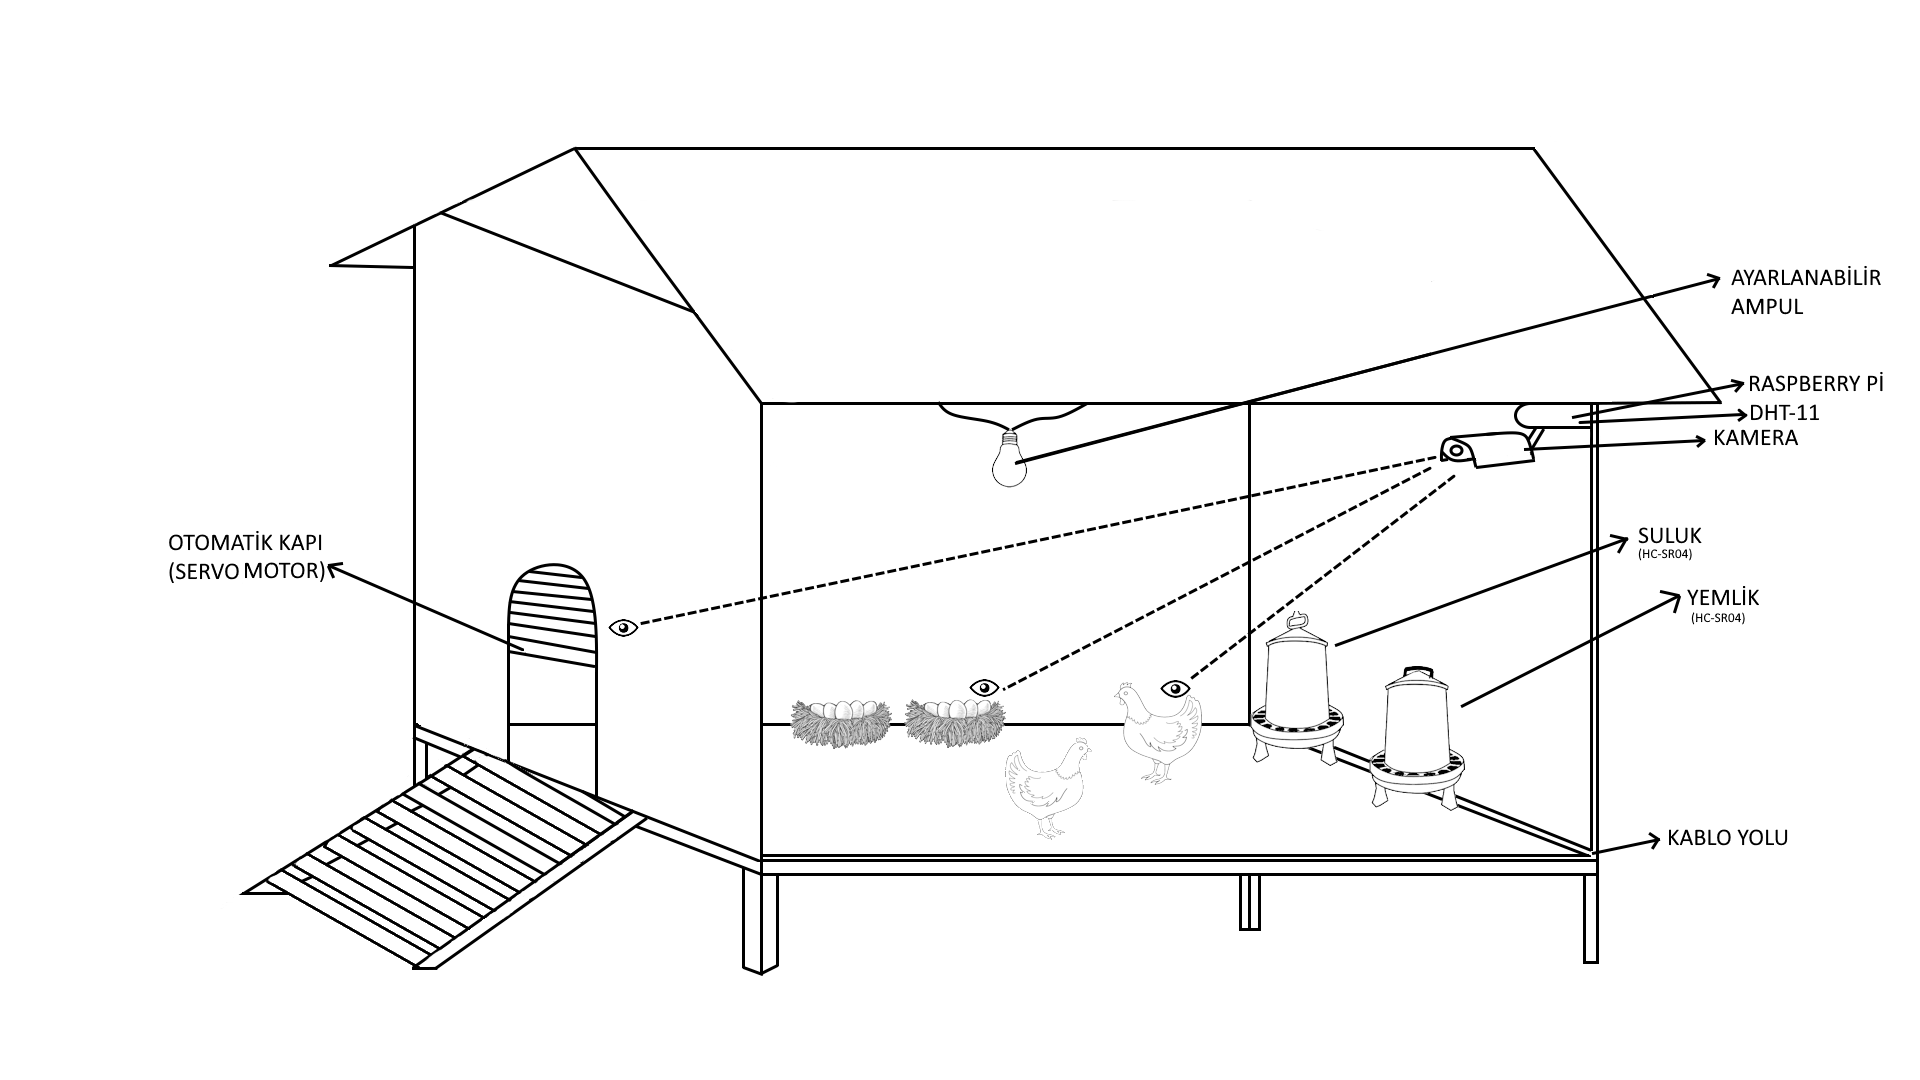 AYARLANABİLİR
AMPUL
RASPBERRY Pİ
DHT-11
KAMERA
OTOMATİK KAPI
(SERVO MOTOR)
SULUK
(HC-SR04)
YEMLİK
(HC-SR04)
KABLO YOLU